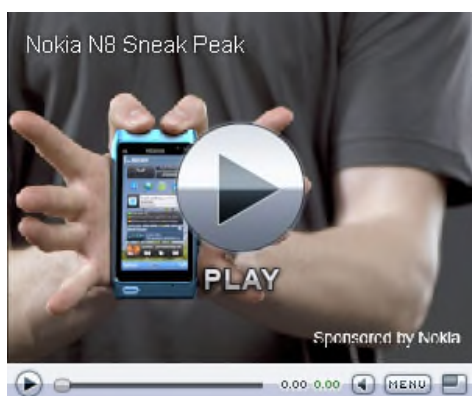 Nokia N8 Sneak Peak
PLAY
Sponsored by Nokia
0.00 0.00
MENU